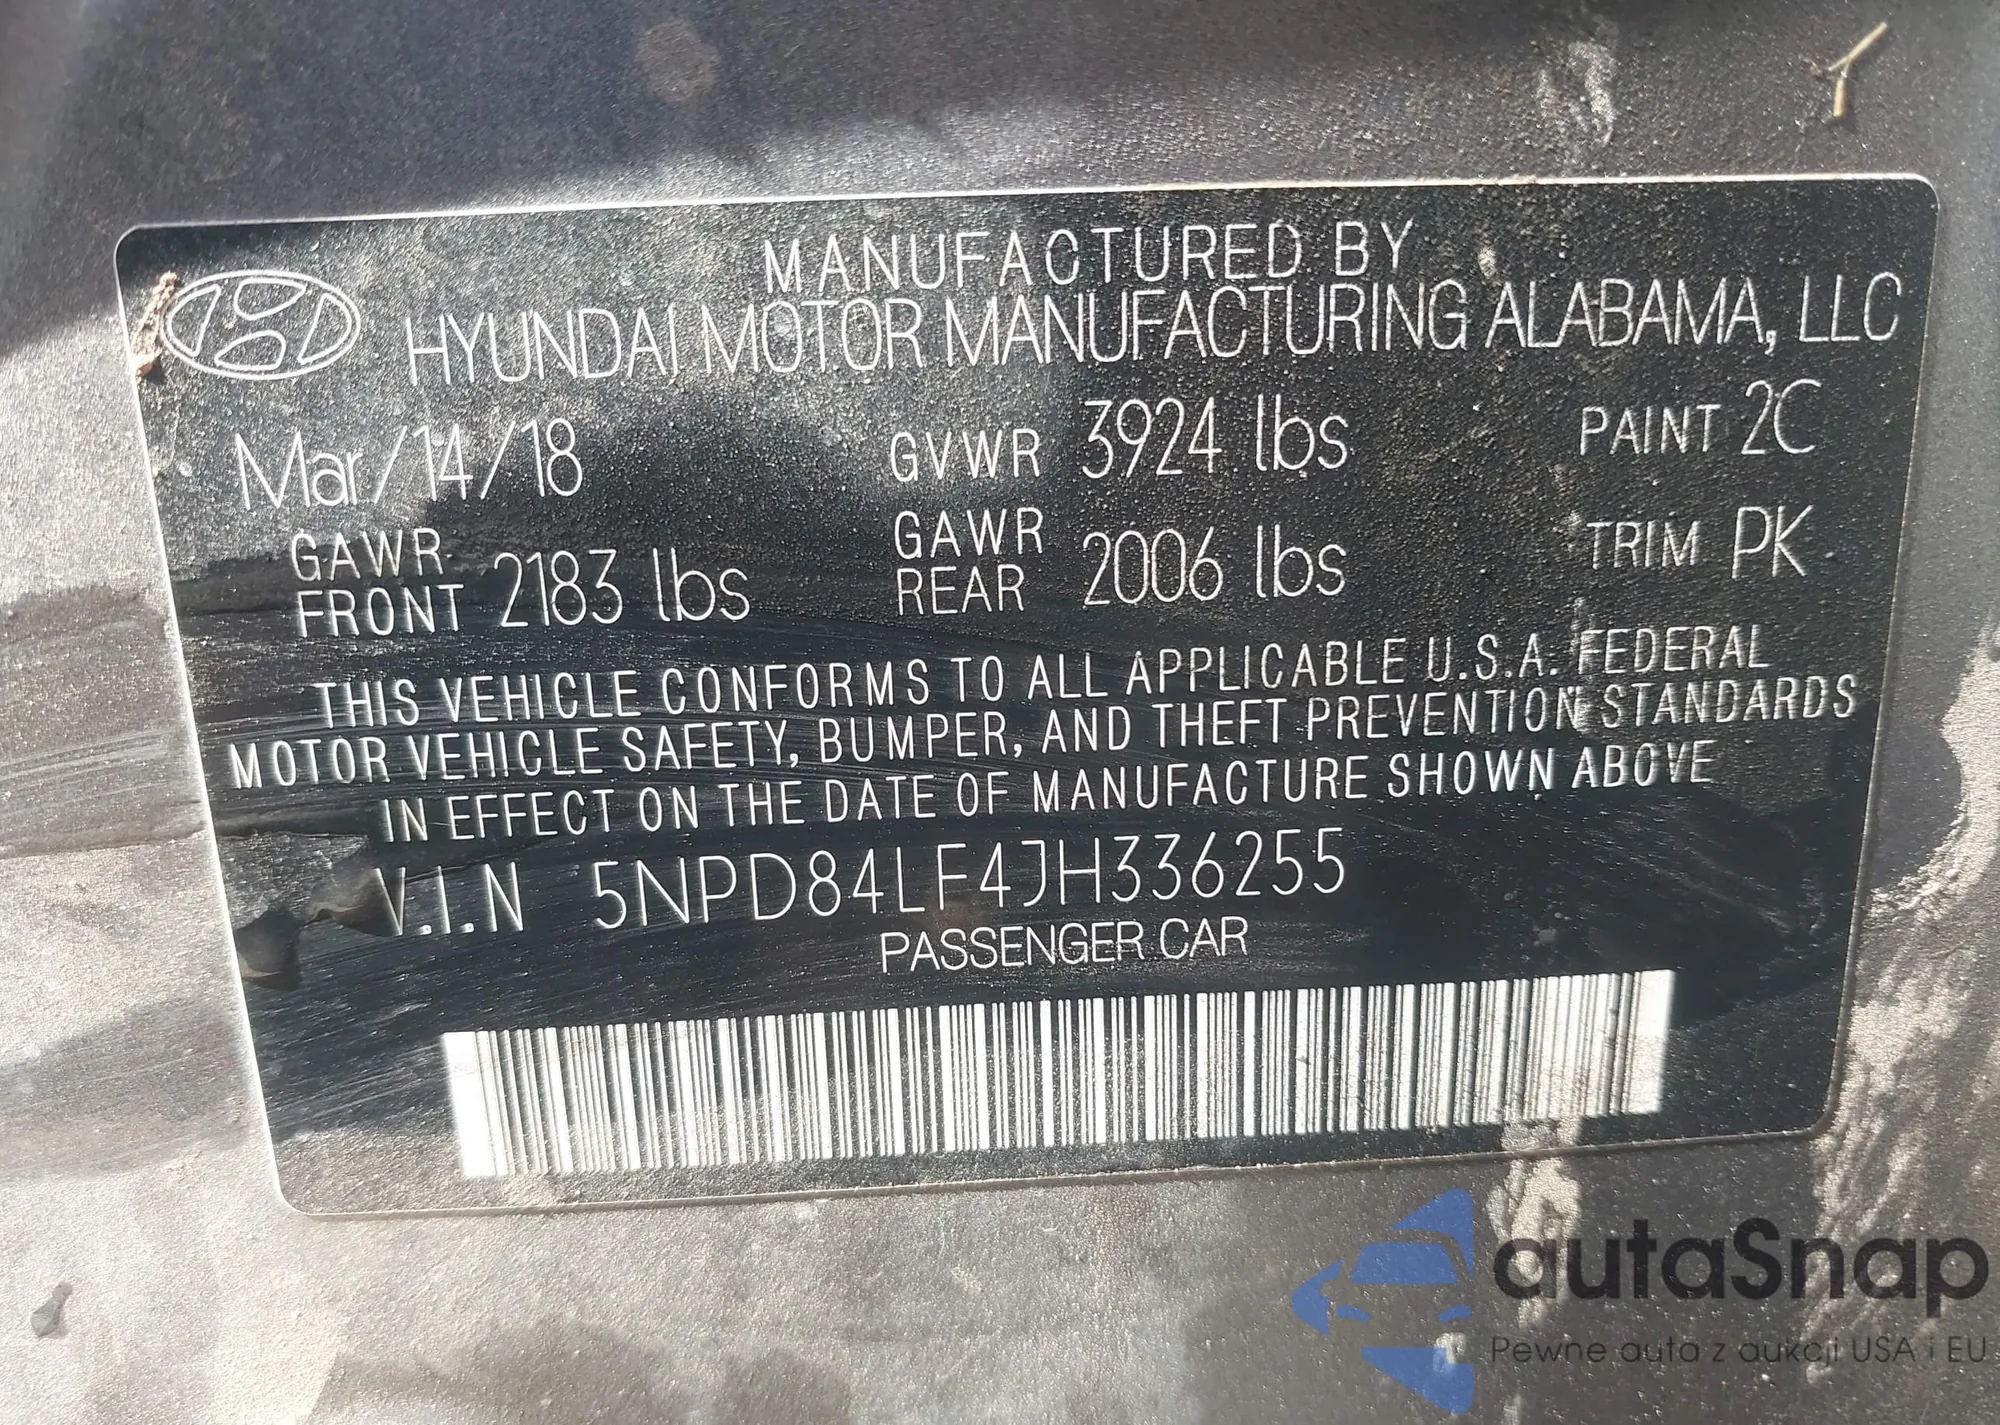 MANUFACTURED BY
HYUNDAI MOTOR MANUFACTURING ALABAMA, LLC
Mar/14/18 GVWR 3924 lbs PAINT 2C
GAWR FRONT 2183 lbs GAWR REAR 2006 lbs TRIM PK
THIS VEHICLE CONFORMS TO ALL APPLICABLE U.S.A. FEDERAL
MOTOR VEHICLE SAFETY, BUMPER, AND THEFT PREVENTION STANDARDS
IN EFFECT ON THE DATE OF MANUFACTURE SHOWN ABOVE
V.I.N 5NPD84LF4JH336255
PASSENGER CAR
autaSnap
Pewne auta z aukcji USA i EU